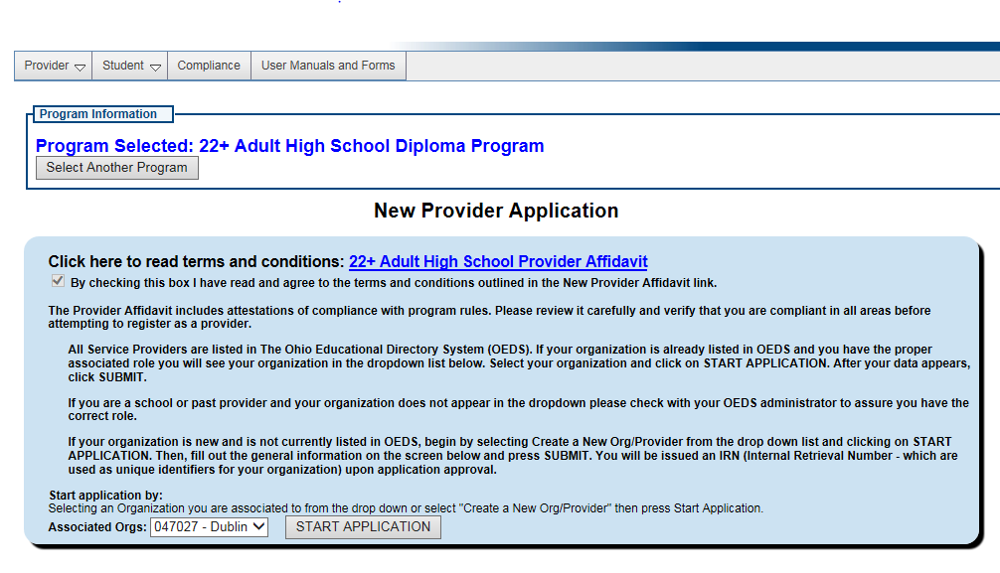 Provider Student Compliance User Manuals and Forms
Program Information
Program Selected: 22+ Adult High School Diploma Program
Select Another Program
New Provider Application
Click here to read terms and conditions: 22+ Adult High School Provider Affidavit
By checking this box I have read and agree to the terms and conditions outlined in the New Provider Affidavit link.
The Provider Affidavit includes attestations of compliance with program rules. Please review it carefully and verify that you are compliant in all areas before
attempting to register as a provider.
All Service Providers are listed in The Ohio Educational Directory System (OEDS). If your organization is already listed in OEDS and you have the proper
associated role you will see your organization in the dropdown list below. Select your organization and click on START APPLICATION. After your data appears,
click SUBMIT.
If you are a school or past provider and your organization does not appear in the dropdown please check with your OEDS administrator to assure you have the
correct role.
If your organization is new and is not currently listed in OEDS, begin by selecting Create a New Org/Provider from the drop down list and clicking on START
APPLICATION. Then, fill out the general information on the screen below and press SUBMIT. You will be issued an IRN (Internal Retrieval Number - which are
used as unique identifiers for your organization) upon application approval.
Start application by:
Selecting an Organization you are associated to from the drop down or select "Create a New Org/Provider" then press Start Application.
Associated Orgs: 047027 - Dublin START APPLICATION